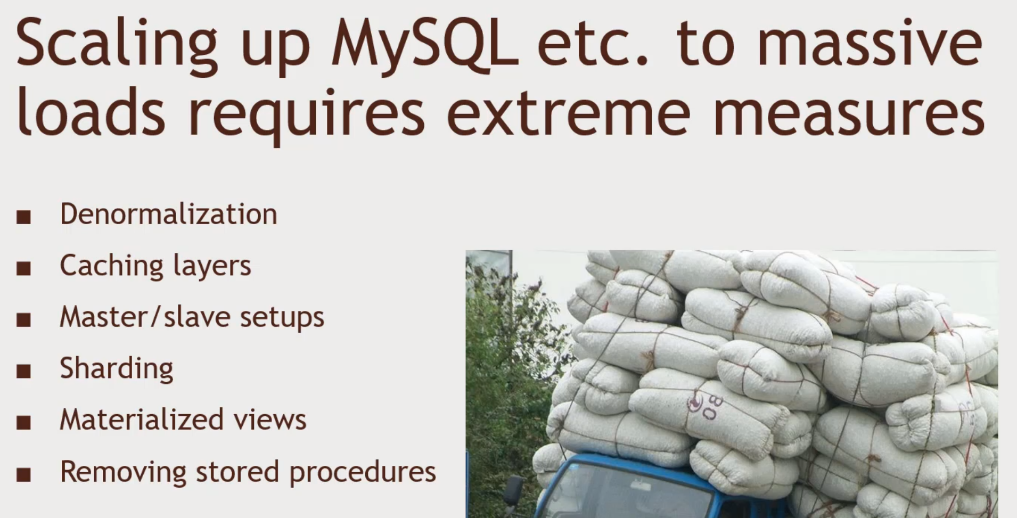 Scaling up MySQL etc. to massive
loads requires extreme measures
■ Denormalization
■ Caching layers
■ Master/slave setups
■ Sharding
■ Materialized views
■ Removing stored procedures
08